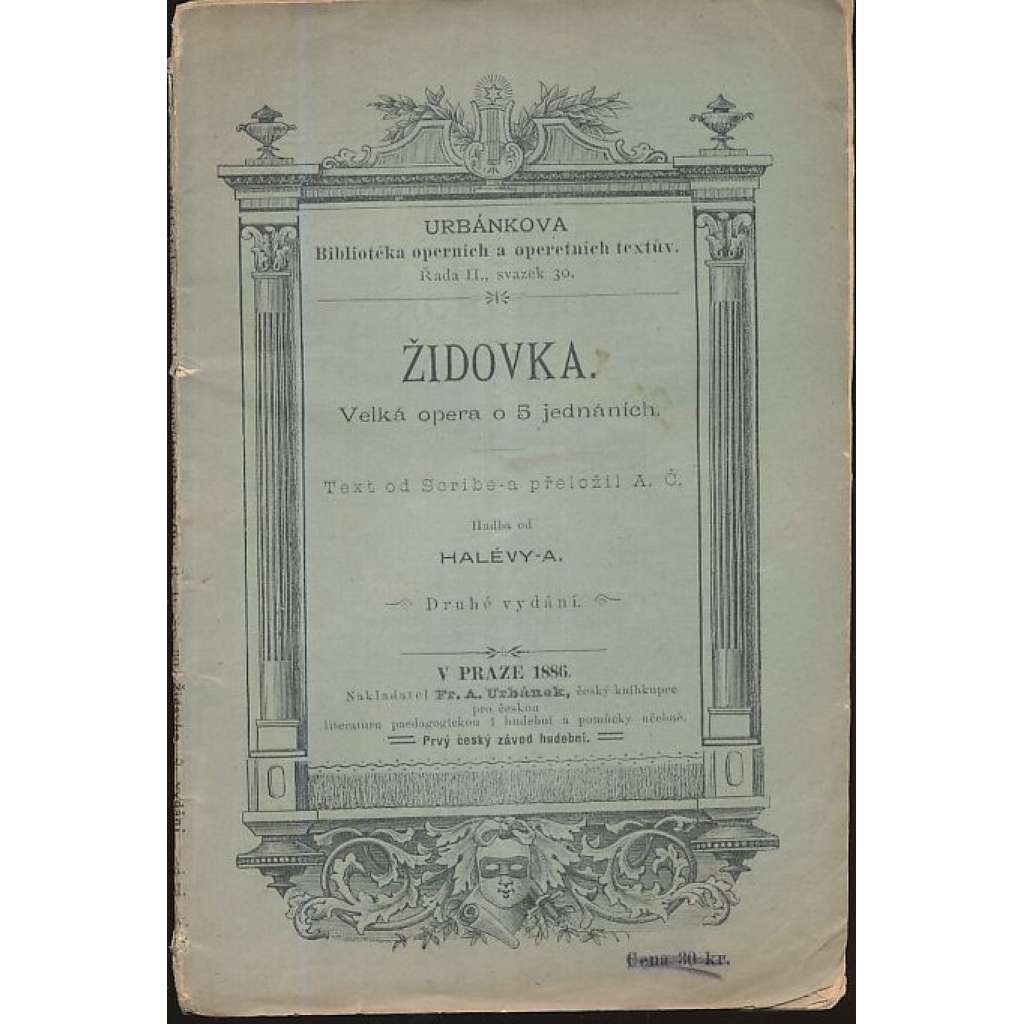 URBÁNKOVA
Bibliotéka operních a operetních textův.
Řada II., svazek 30.
ŽIDOVKA.
Velká opera o 5 jednáních.
Text od Scribe-a přeložil A. Č.
Hudba od
HALÉVY-A.
Druhé vydání.
V PRAZE 1886.
Nakladatel Fr. A. Urbánek, český knihkupec
pro českou
literaturu paedagogickou i hudební a pomůcky učebné.
Prvý český závod hudební.
Cena 30 kr.